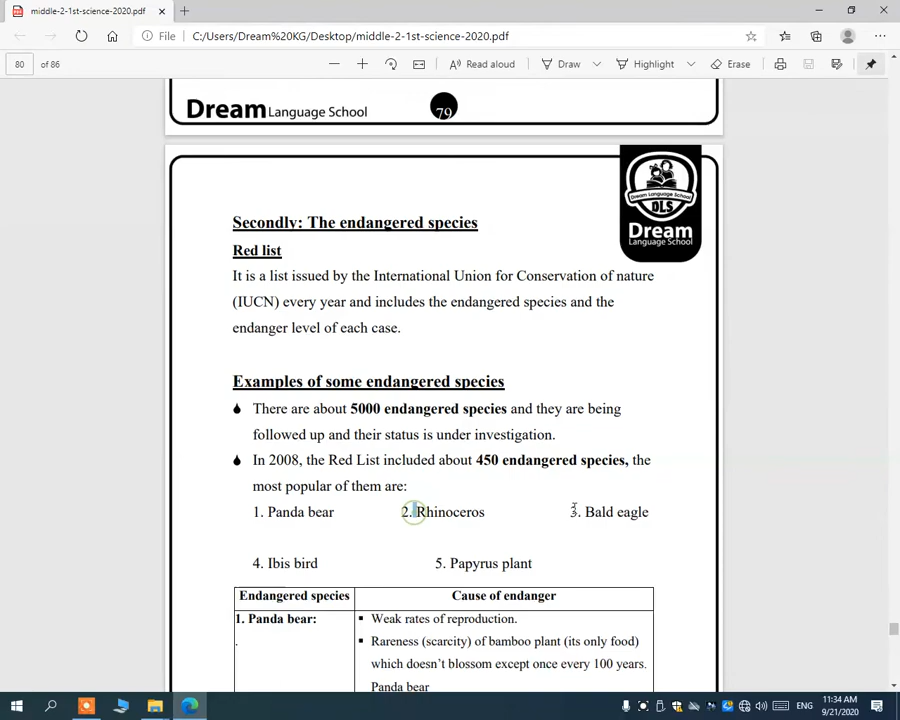 middle-2-1st-science-2020.pdf
File
C:/Users/Dream%20KG/Desktop/middle-2-1st-science-2020.pdf
80 of 86
Read aloud
Draw
Highlight
Erase
Dream Language School
79
DLS
Dream
Language School
Secondly: The endangered species
Red list
It is a list issued by the International Union for Conservation of nature
(IUCN) every year and includes the endangered species and the
endanger level of each case.
Examples of some endangered species
There are about 5000 endangered species and they are being
followed up and their status is under investigation.
In 2008, the Red List included about 450 endangered species, the
most popular of them are:
1. Panda bear 2. Rhinoceros 3. Bald eagle
4. Ibis bird 5. Papyrus plant
Endangered species Cause of endanger
1. Panda bear:
.
▪ Weak rates of reproduction.
▪ Rareness (scarcity) of bamboo plant (its only food)
which doesn't blossom except once every 100 years.
Panda bear
ENG
11:34 AM
9/21/2020